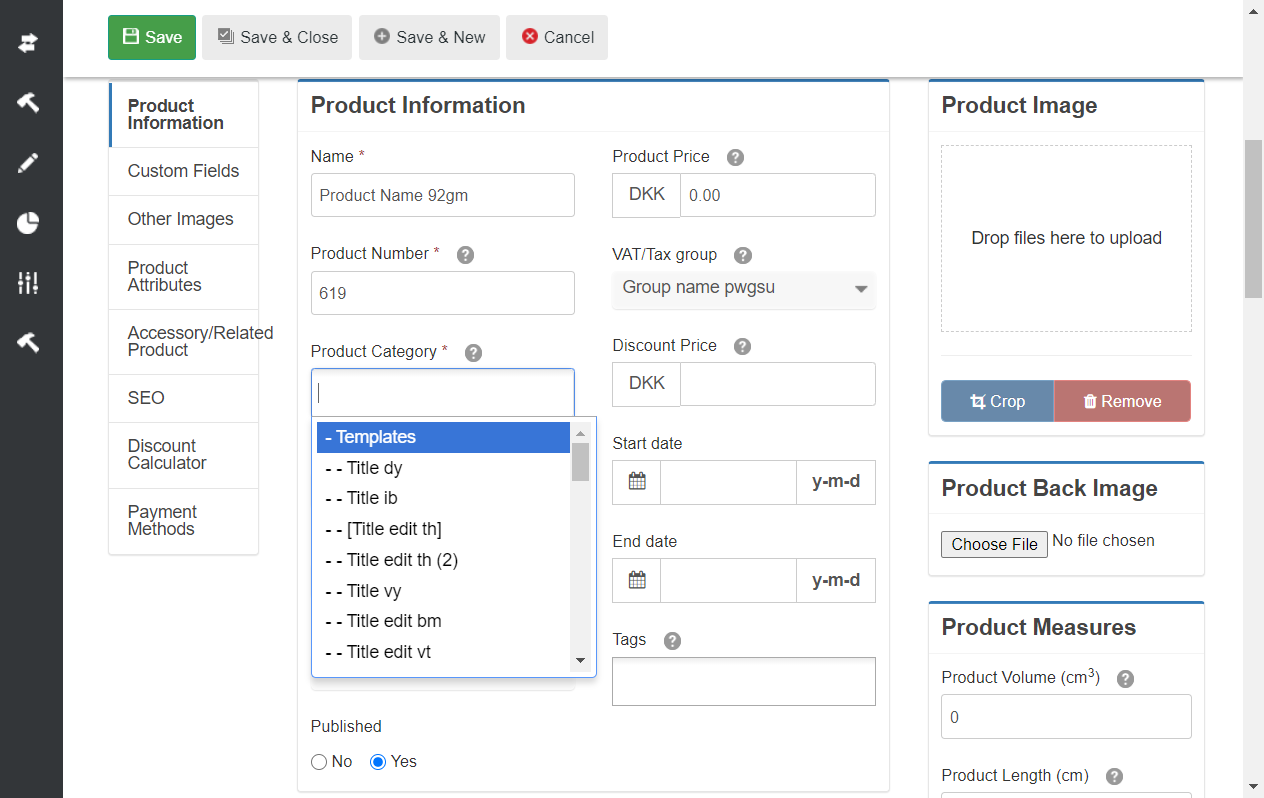 Save
Save & Close
Save & New
Cancel
Product
Information
Custom Fields
Other Images
Product
Attributes
Accessory/Related
Product
SEO
Discount
Calculator
Payment
Methods
Product Information
Name *
Product Name 92gm
Product Number *
619
Product Category *
- Templates
- - Title dy
- - Title ib
- - [Title edit th]
- - Title edit th (2)
- - Title vy
- - Title edit bm
- - Title edit vt
Published
No
Yes
Product Price
DKK
0.00
VAT/Tax group
Group name pwgsu
Discount Price
DKK
Start date
y-m-d
End date
y-m-d
Tags
Product Image
Drop files here to upload
Crop
Remove
Product Back Image
Choose File No file chosen
Product Measures
Product Volume (cm³)
0
Product Length (cm)